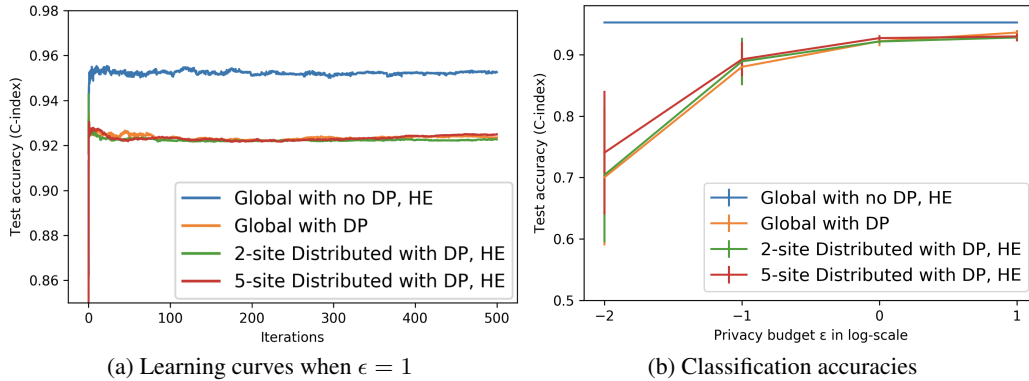 0.98
0.96
0.94
0.92
0.90
0.88
0.86
Test accuracy (C-index)
0
100
200
300
400
500
Iterations
Global with no DP, HE
Global with DP
2-site Distributed with DP, HE
5-site Distributed with DP, HE
(a) Learning curves when ϵ = 1
0.9
0.8
0.7
0.6
0.5
Test accuracy (C-index)
−2
−1
0
1
Privacy budget ε in log-scale
Global with no DP, HE
Global with DP
2-site Distributed with DP, HE
5-site Distributed with DP, HE
(b) Classification accuracies